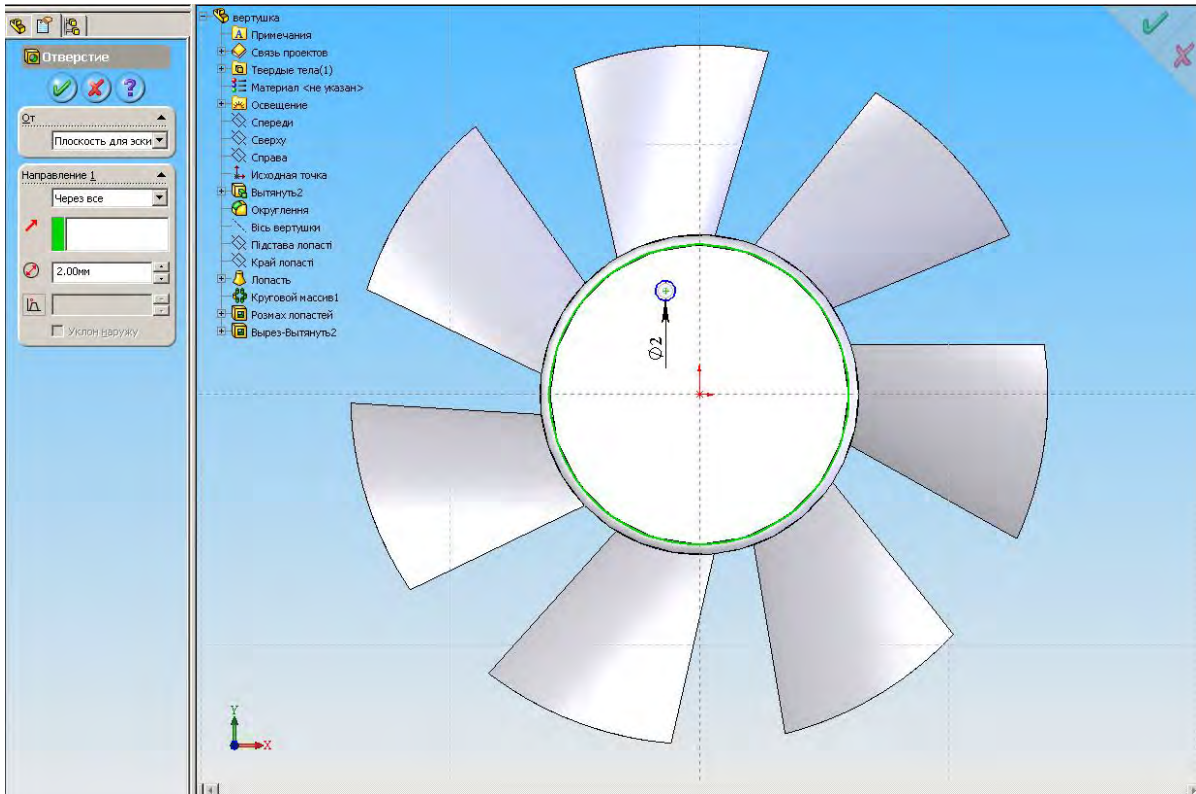 Отверстие
?
От
Плоскость для эски
Направление 1
Через все
2.00мм
Уклон наружу
вертушка
A Примечания
Связь проектов
Твердые тела(1)
Материал <не указан>
Освещение
Спереди
Сверху
Справа
Исходная точка
Вытянуть2
Округлення
Вісь вертушки
Підстава лопасті
Край лопасті
Лопасть
Круговой массив1
Розмах лопастей
Вырез-Вытянуть2
Ø2
Y
X